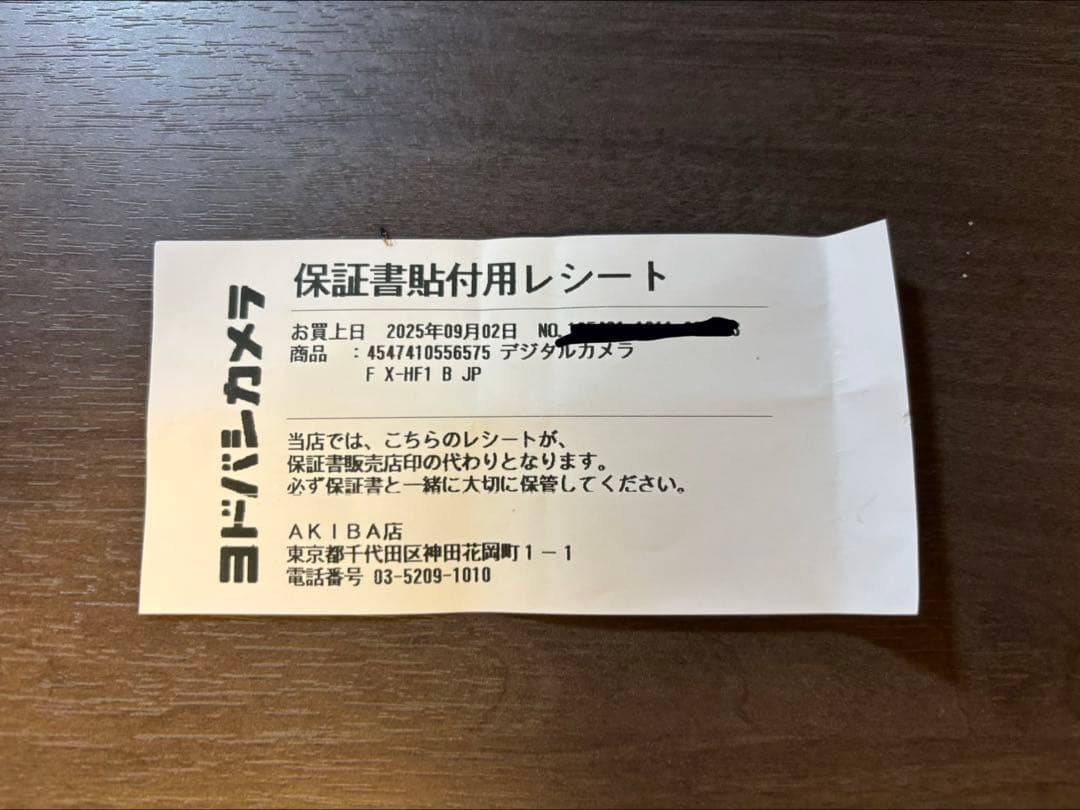 ヨドバシカメラ
保証書貼付用レシート
お買上日 2025年09月02日 NO.
商品 :4547410556575 デジタルカメラ
F X-HF1 B JP
当店では、こちらのレシートが、
保証書販売店印の代わりとなります。
必ず保証書と一緒に大切に保管してください。
AKIBA店
東京都千代田区神田花岡町1-1
電話番号 03-5209-1010